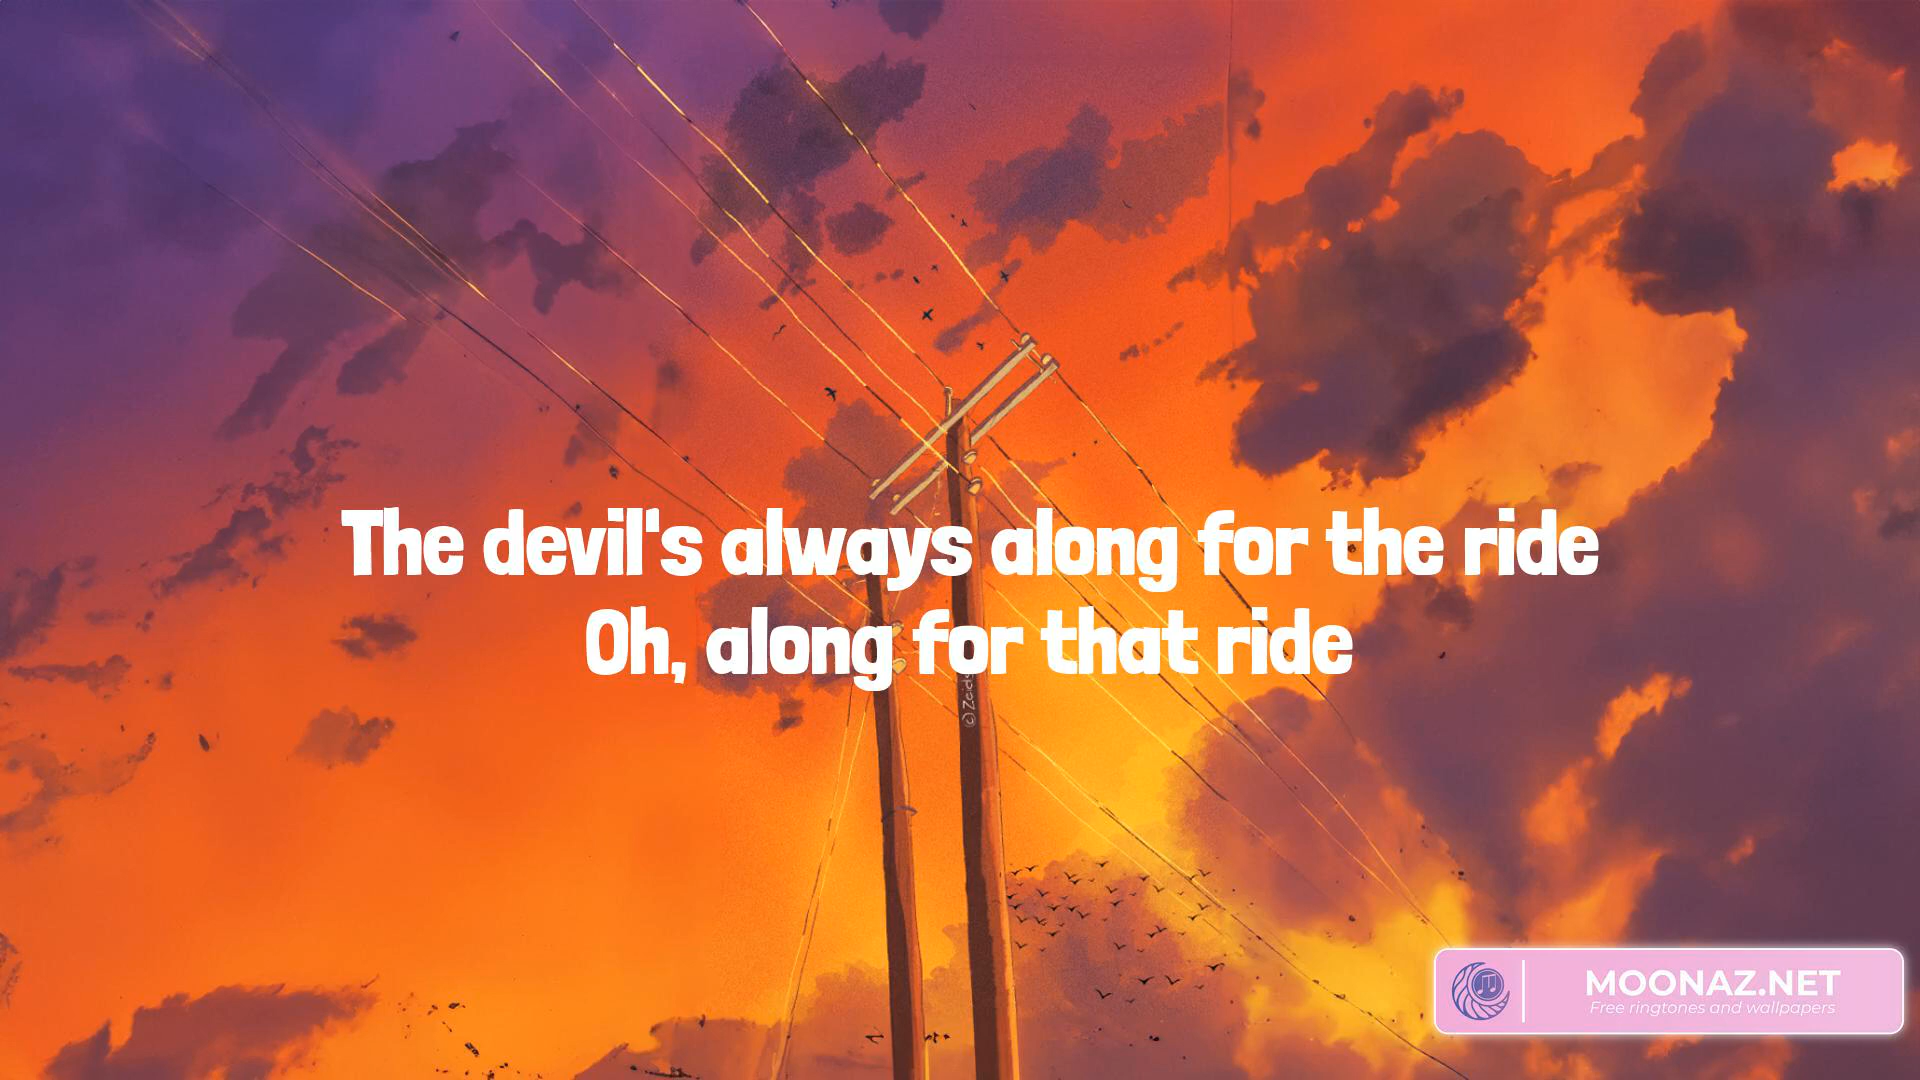 The devil's always along for the ride
Oh, along for that ride
MOONAZ.NET
Free ringtones and wallpapers